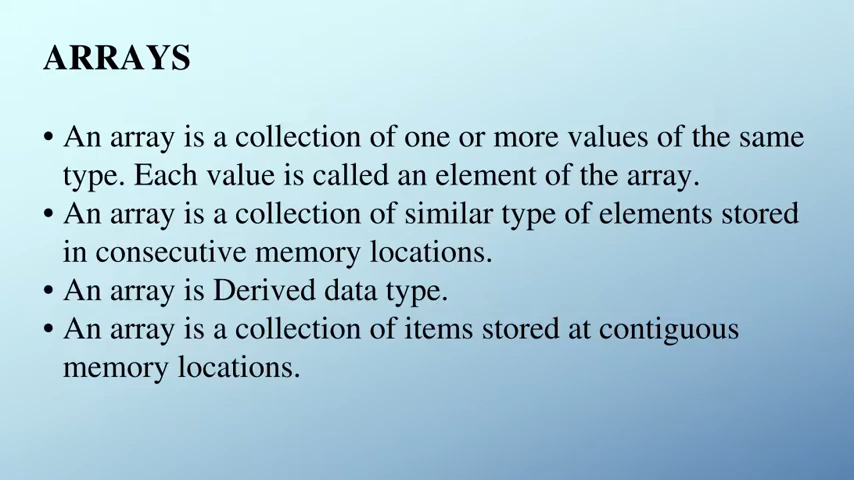 ARRAYS
• An array is a collection of one or more values of the same
type. Each value is called an element of the array.
• An array is a collection of similar type of elements stored
in consecutive memory locations.
• An array is Derived data type.
• An array is a collection of items stored at contiguous
memory locations.